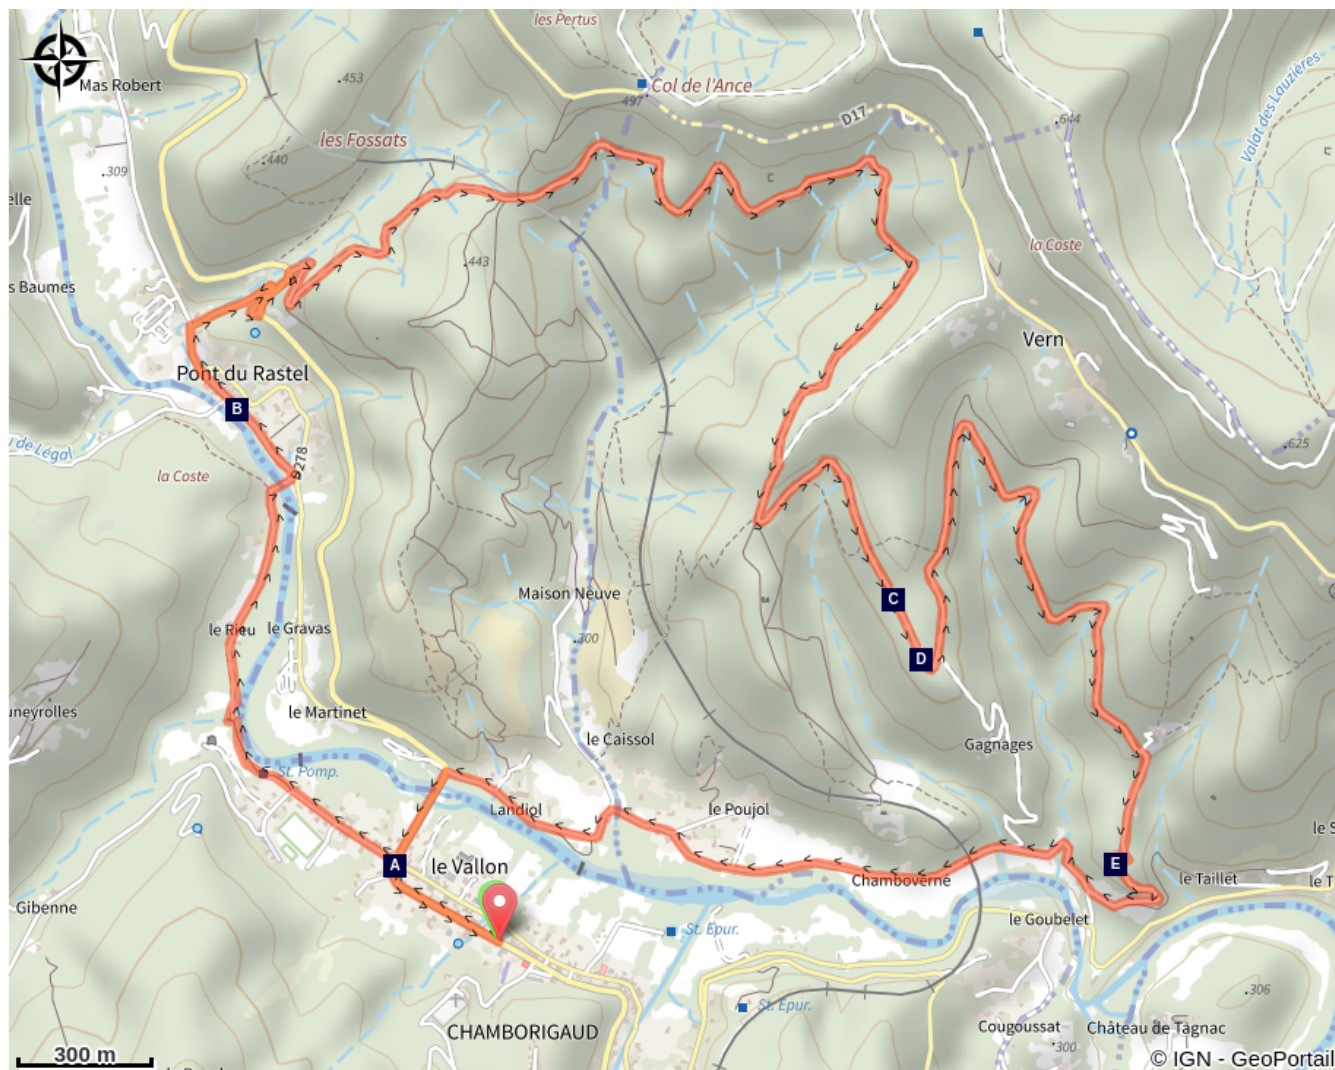 les Pertus
Mas Robert
453
Col de l'Ance
497
D17
644
Valat des Lauzières
les Fossats
440
309
elle
443
la Coste
s Baumes
Vern
Pont du Rastel
B
u de Légal
D278
625
la Coste
Maison Neuve
C
le Rieu
le Gravas
300
D
uneyrolles
le Martinet
le Caissol
Gagnages
St. Pomp.
Landiol
le Poujol
le S
A
le Vallon
E
Chamboverne
le Taillet
le T
Gibenne
le Goubelet
St. Epur.
306
St. Epur.
CHAMBORIGAUD
Cougoussat
Château de Tagnac
300
300 m
© IGN - GeoPortail